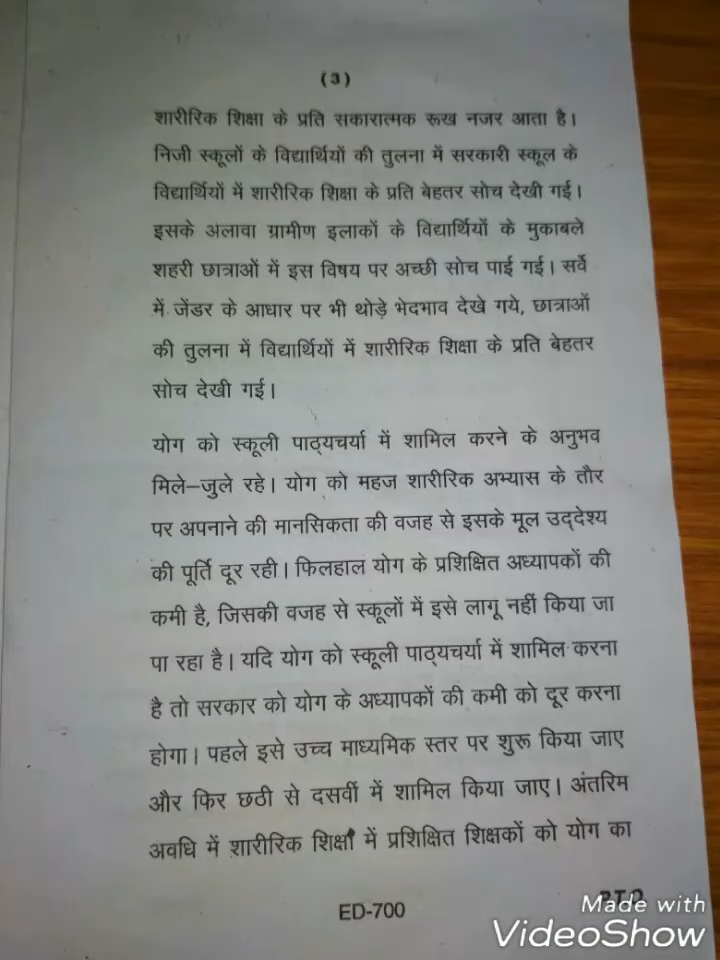 (3)
शारीरिक शिक्षा के प्रति सकारात्मक रूख नजर आता है।
निजी स्कूलों के विद्यार्थियों की तुलना में सरकारी स्कूल के
विद्यार्थियों में शारीरिक शिक्षा के प्रति बेहतर सोच देखी गई।
इसके अलावा ग्रामीण इलाकों के विद्यार्थियों के मुकाबले
शहरी छात्राओं में इस विषय पर अच्छी सोच पाई गई। सर्वे
में जेंडर के आधार पर भी थोड़े भेदभाव देखे गये, छात्राओं
की तुलना में विद्यार्थियों में शारीरिक शिक्षा के प्रति बेहतर
सोच देखी गई।
योग को स्कूली पाठ्यचर्या में शामिल करने के अनुभव
मिले–जुले रहे। योग को महज शारीरिक अभ्यास के तौर
पर अपनाने की मानसिकता की वजह से इसके मूल उद्देश्य
की पूर्ति दूर रही। फिलहाल योग के प्रशिक्षित अध्यापकों की
कमी है, जिसकी वजह से स्कूलों में इसे लागू नहीं किया जा
पा रहा है। यदि योग को स्कूली पाठ्यचर्या में शामिल करना
है तो सरकार को योग के अध्यापकों की कमी को दूर करना
होगा। पहले इसे उच्च माध्यमिक स्तर पर शुरू किया जाए
और फिर छठी से दसवीं में शामिल किया जाए। अंतरिम
अवधि में शारीरिक शिक्षा में प्रशिक्षित शिक्षकों को योग का
ED-700
Made with
VideoShow